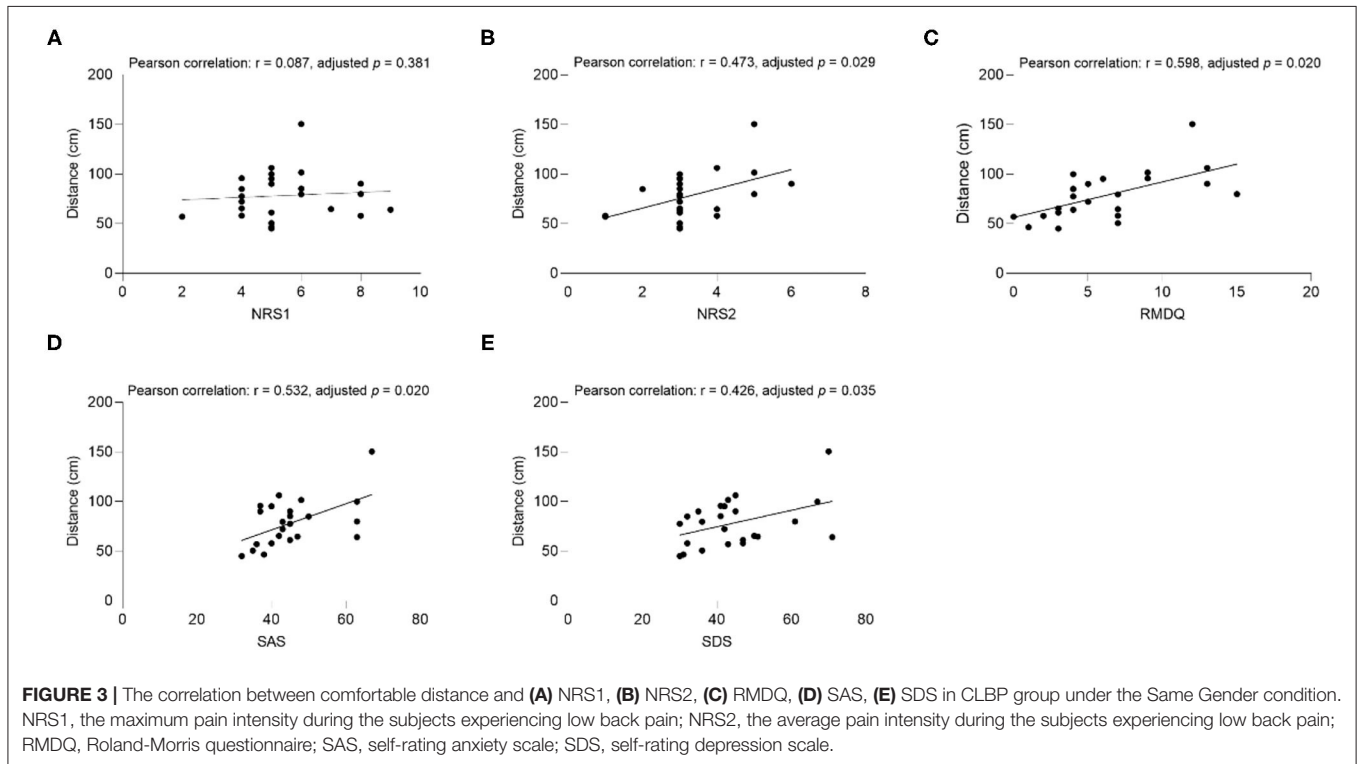 A
Pearson correlation: r = 0.087, adjusted p = 0.381
200
150
100
50
0
Distance (cm)
0 2 4 6 8 10
NRS1
B
Pearson correlation: r = 0.473, adjusted p = 0.029
200
150
100
50
0
Distance (cm)
0 2 4 6 8
NRS2
C
Pearson correlation: r = 0.598, adjusted p = 0.020
200
150
100
50
0
Distance (cm)
0 5 10 15 20
RMDQ
D
Pearson correlation: r = 0.532, adjusted p = 0.020
200
150
100
50
0
Distance (cm)
0 20 40 60 80
SAS
E
Pearson correlation: r = 0.426, adjusted p = 0.035
200
150
100
50
0
Distance (cm)
0 20 40 60 80
SDS
FIGURE 3 | The correlation between comfortable distance and (A) NRS1, (B) NRS2, (C) RMDQ, (D) SAS, (E) SDS in CLBP group under the Same Gender condition.
NRS1, the maximum pain intensity during the subjects experiencing low back pain; NRS2, the average pain intensity during the subjects experiencing low back pain;
RMDQ, Roland-Morris questionnaire; SAS, self-rating anxiety scale; SDS, self-rating depression scale.